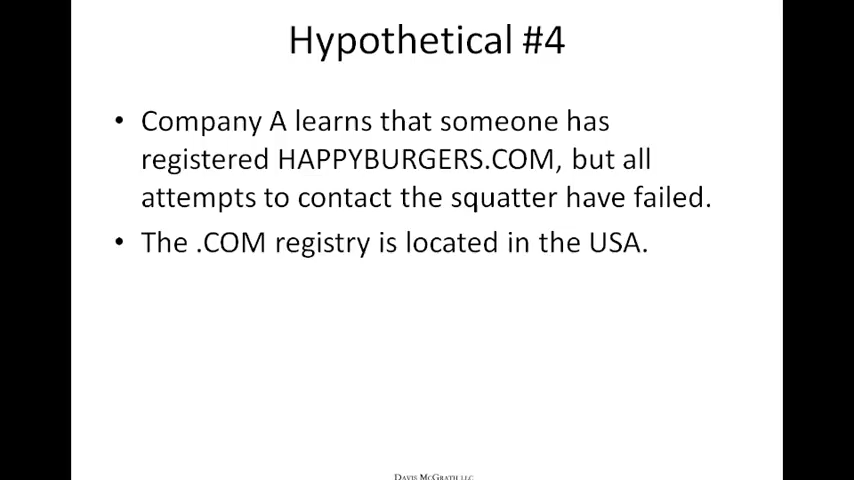 Hypothetical #4
• Company A learns that someone has
registered HAPPYBURGERS.COM, but all
attempts to contact the squatter have failed.
• The .COM registry is located in the USA.
DAVIS MCGRATH LLC